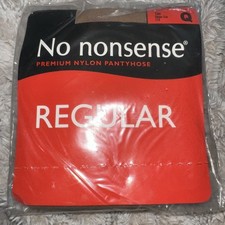 Q
No nonsense®
PREMIUM NYLON PANTYHOSE
REGULAR